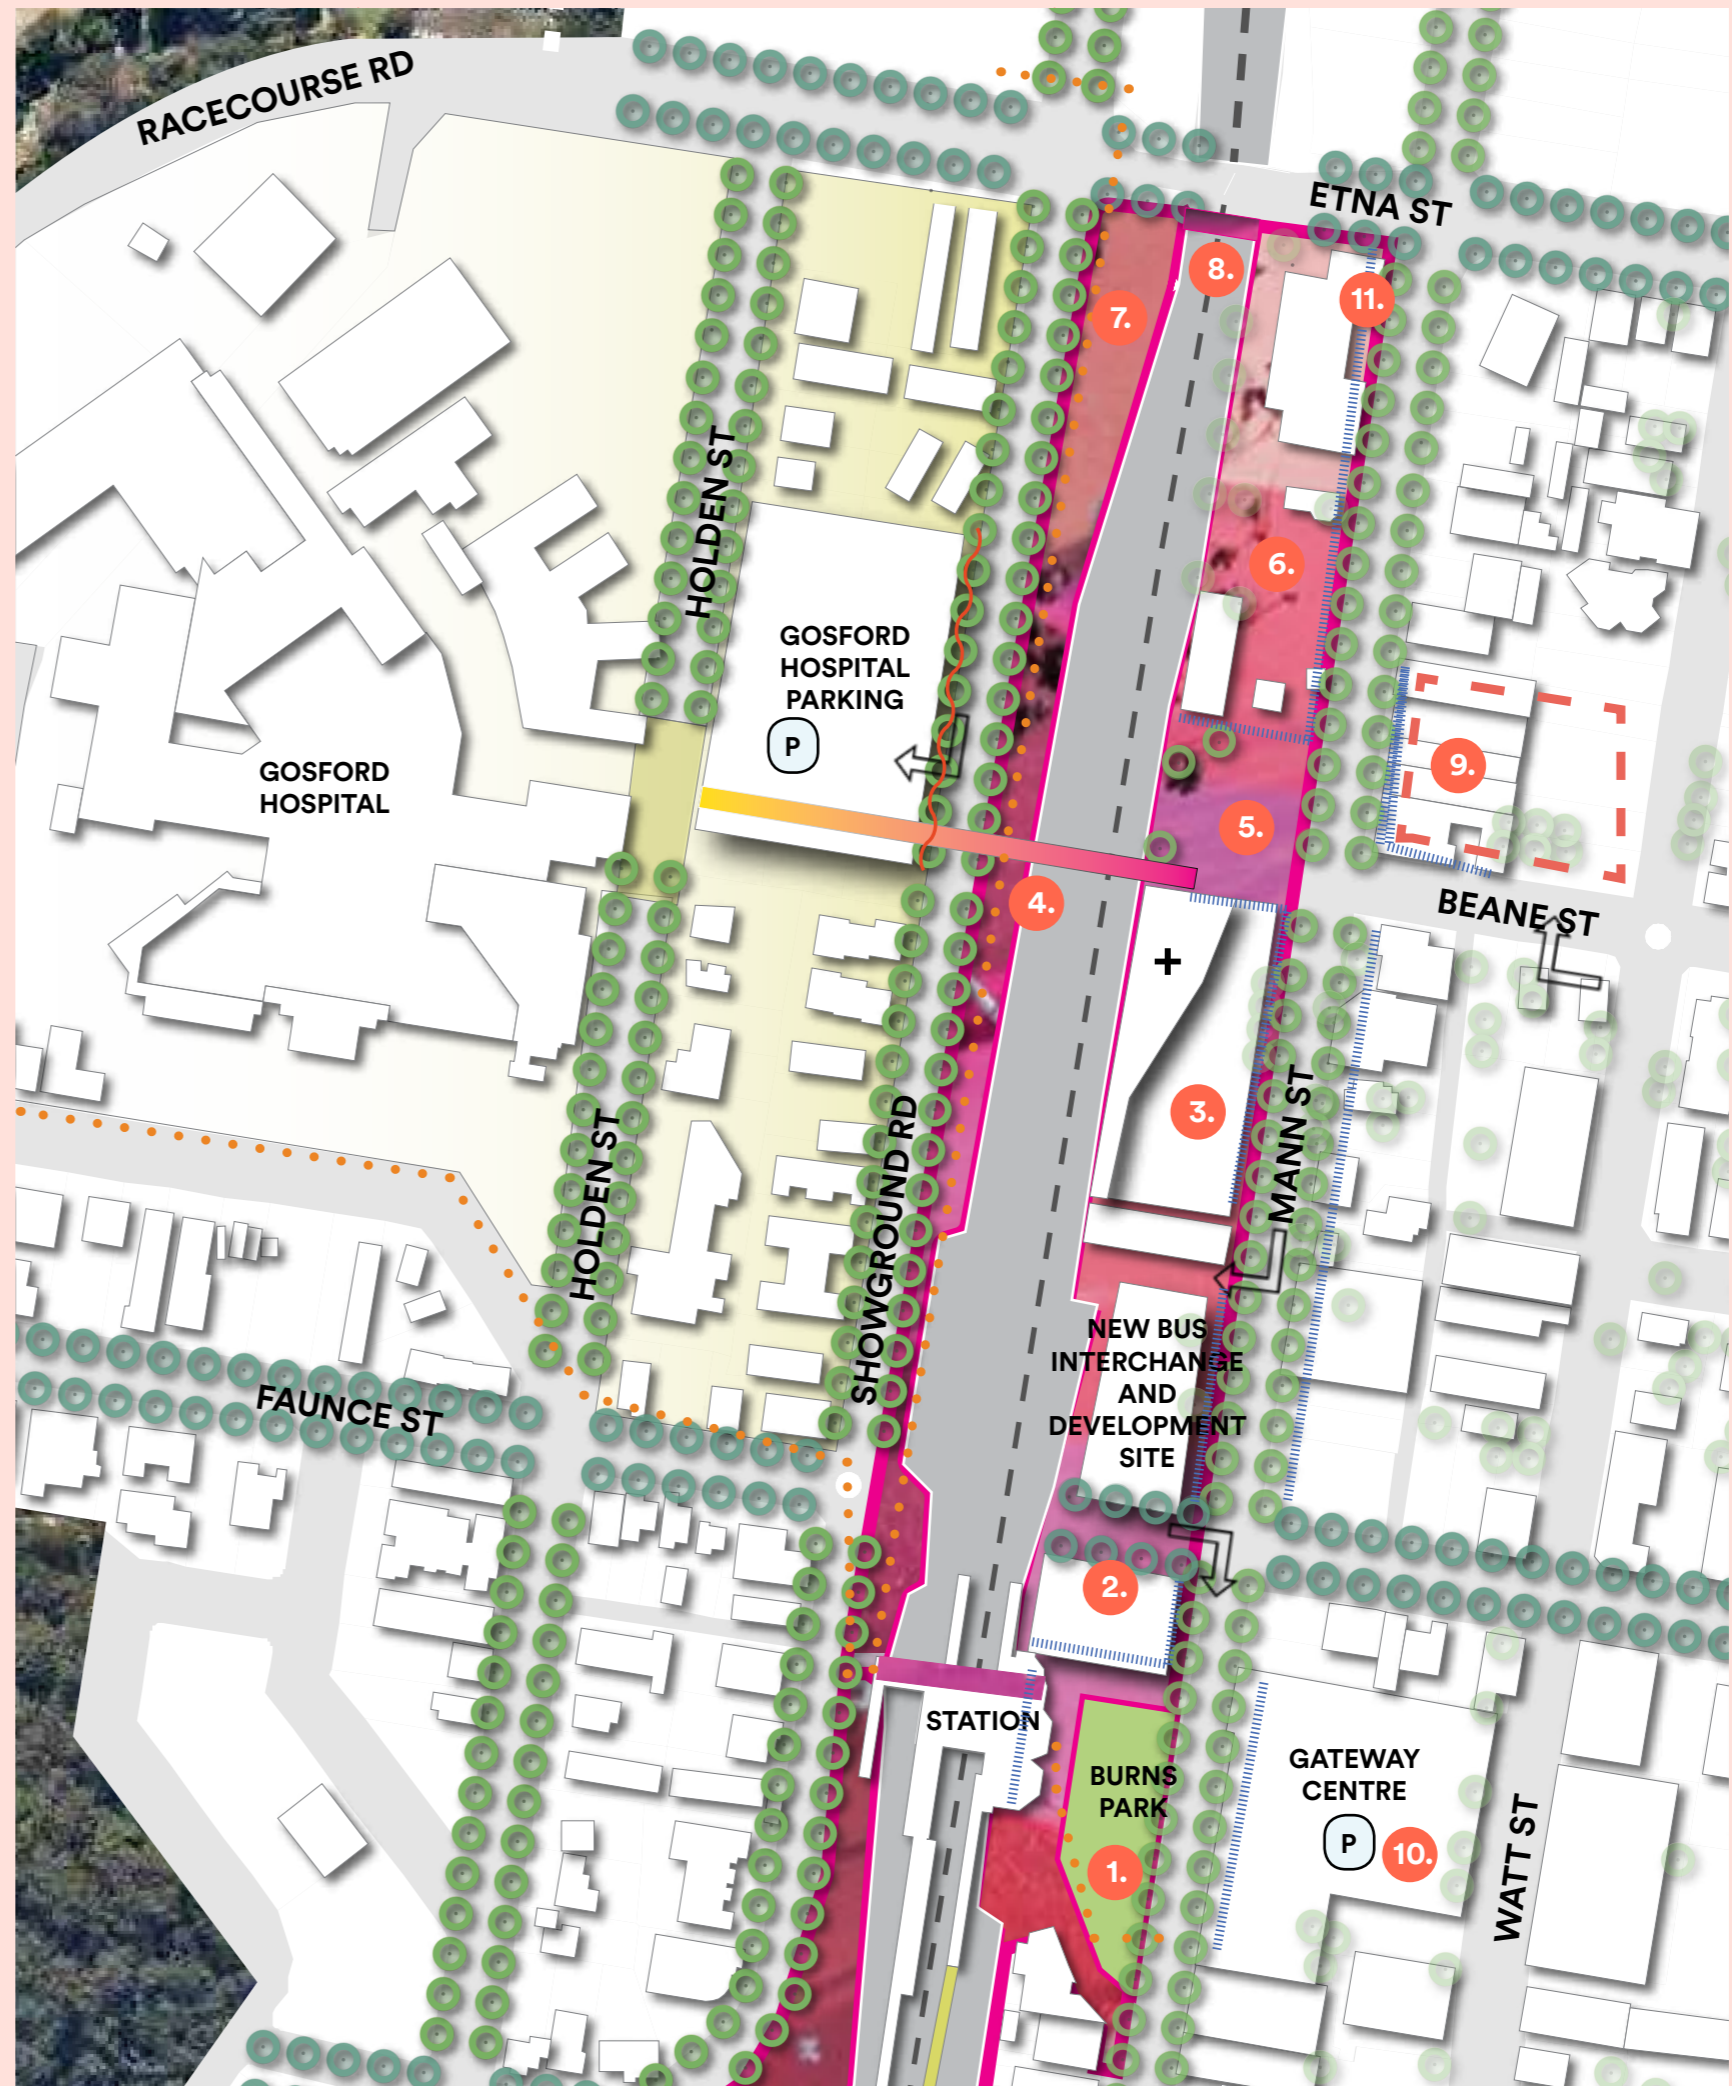 RACECOURSE RD
ETNA ST
8.
11.
7.
HOLDEN ST
6.
GOSFORD
HOSPITAL
PARKING
P
GOSFORD
HOSPITAL
9.
5.
4.
BEANE ST
+
3.
MANN ST
HOLDEN ST
SHOWGROUND RD
NEW BUS
INTERCHANGE
AND
DEVELOPMENT
SITE
FAUNCE ST
2.
STATION
BURNS
PARK
1.
GATEWAY
CENTRE
P
10.
WATT ST